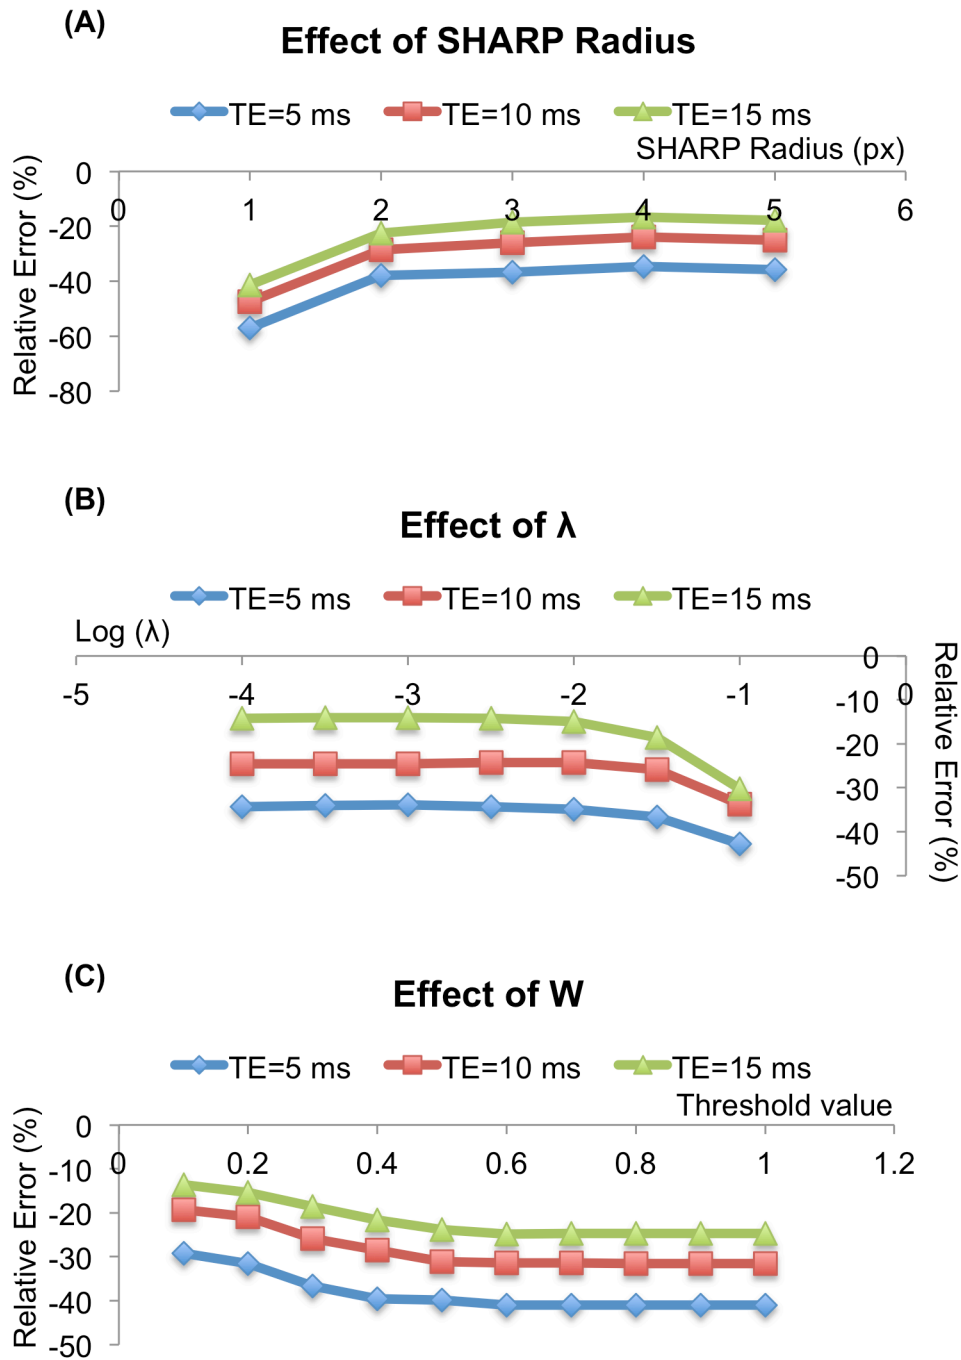 (A)
Effect of SHARP Radius
TE=5 ms TE=10 ms TE=15 ms
SHARP Radius (px)
Relative Error (%)
0
0 1 2 3 4 5 6
-20
-40
-60
-80
(B)
Effect of λ
TE=5 ms TE=10 ms TE=15 ms
Log (λ)
-5 -4 -3 -2 -1 0
0
-10
-20
-30
-40
-50
Relative Error (%)
(C)
Effect of W
TE=5 ms TE=10 ms TE=15 ms
Threshold value
Relative Error (%)
0
0 0.2 0.4 0.6 0.8 1 1.2
-10
-20
-30
-40
-50